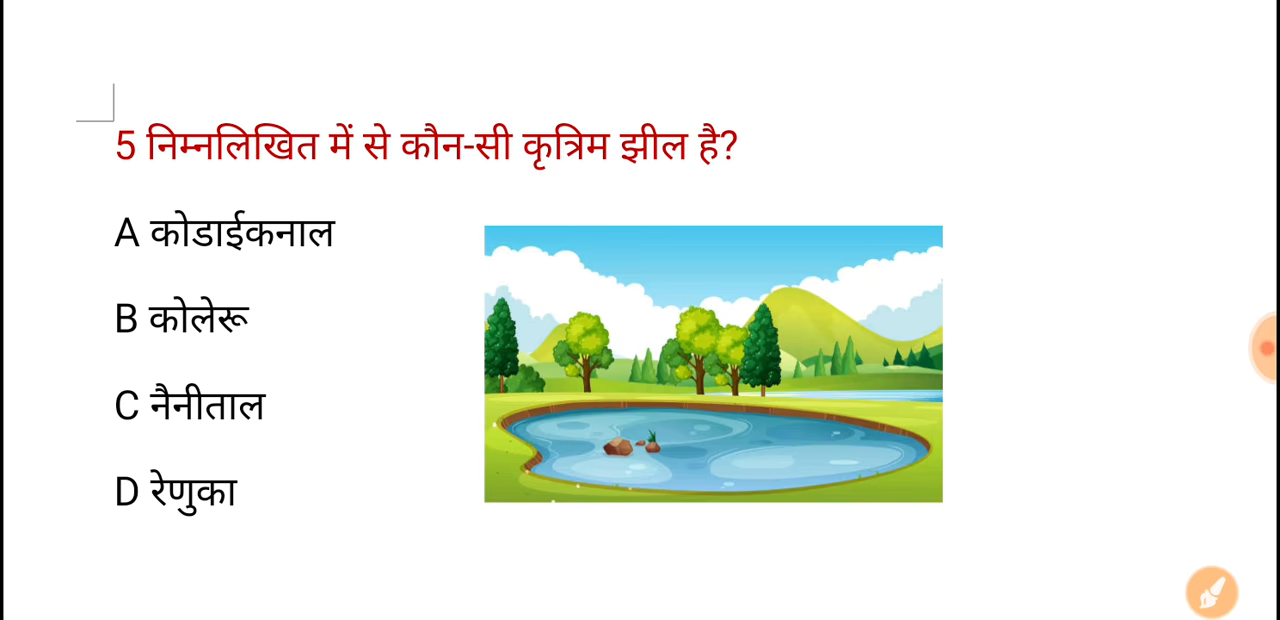 5 निम्नलिखित में से कौन-सी कृत्रिम झील है?
A कोडाईकनाल
B कोलेरू
C नैनीताल
D रेणुका